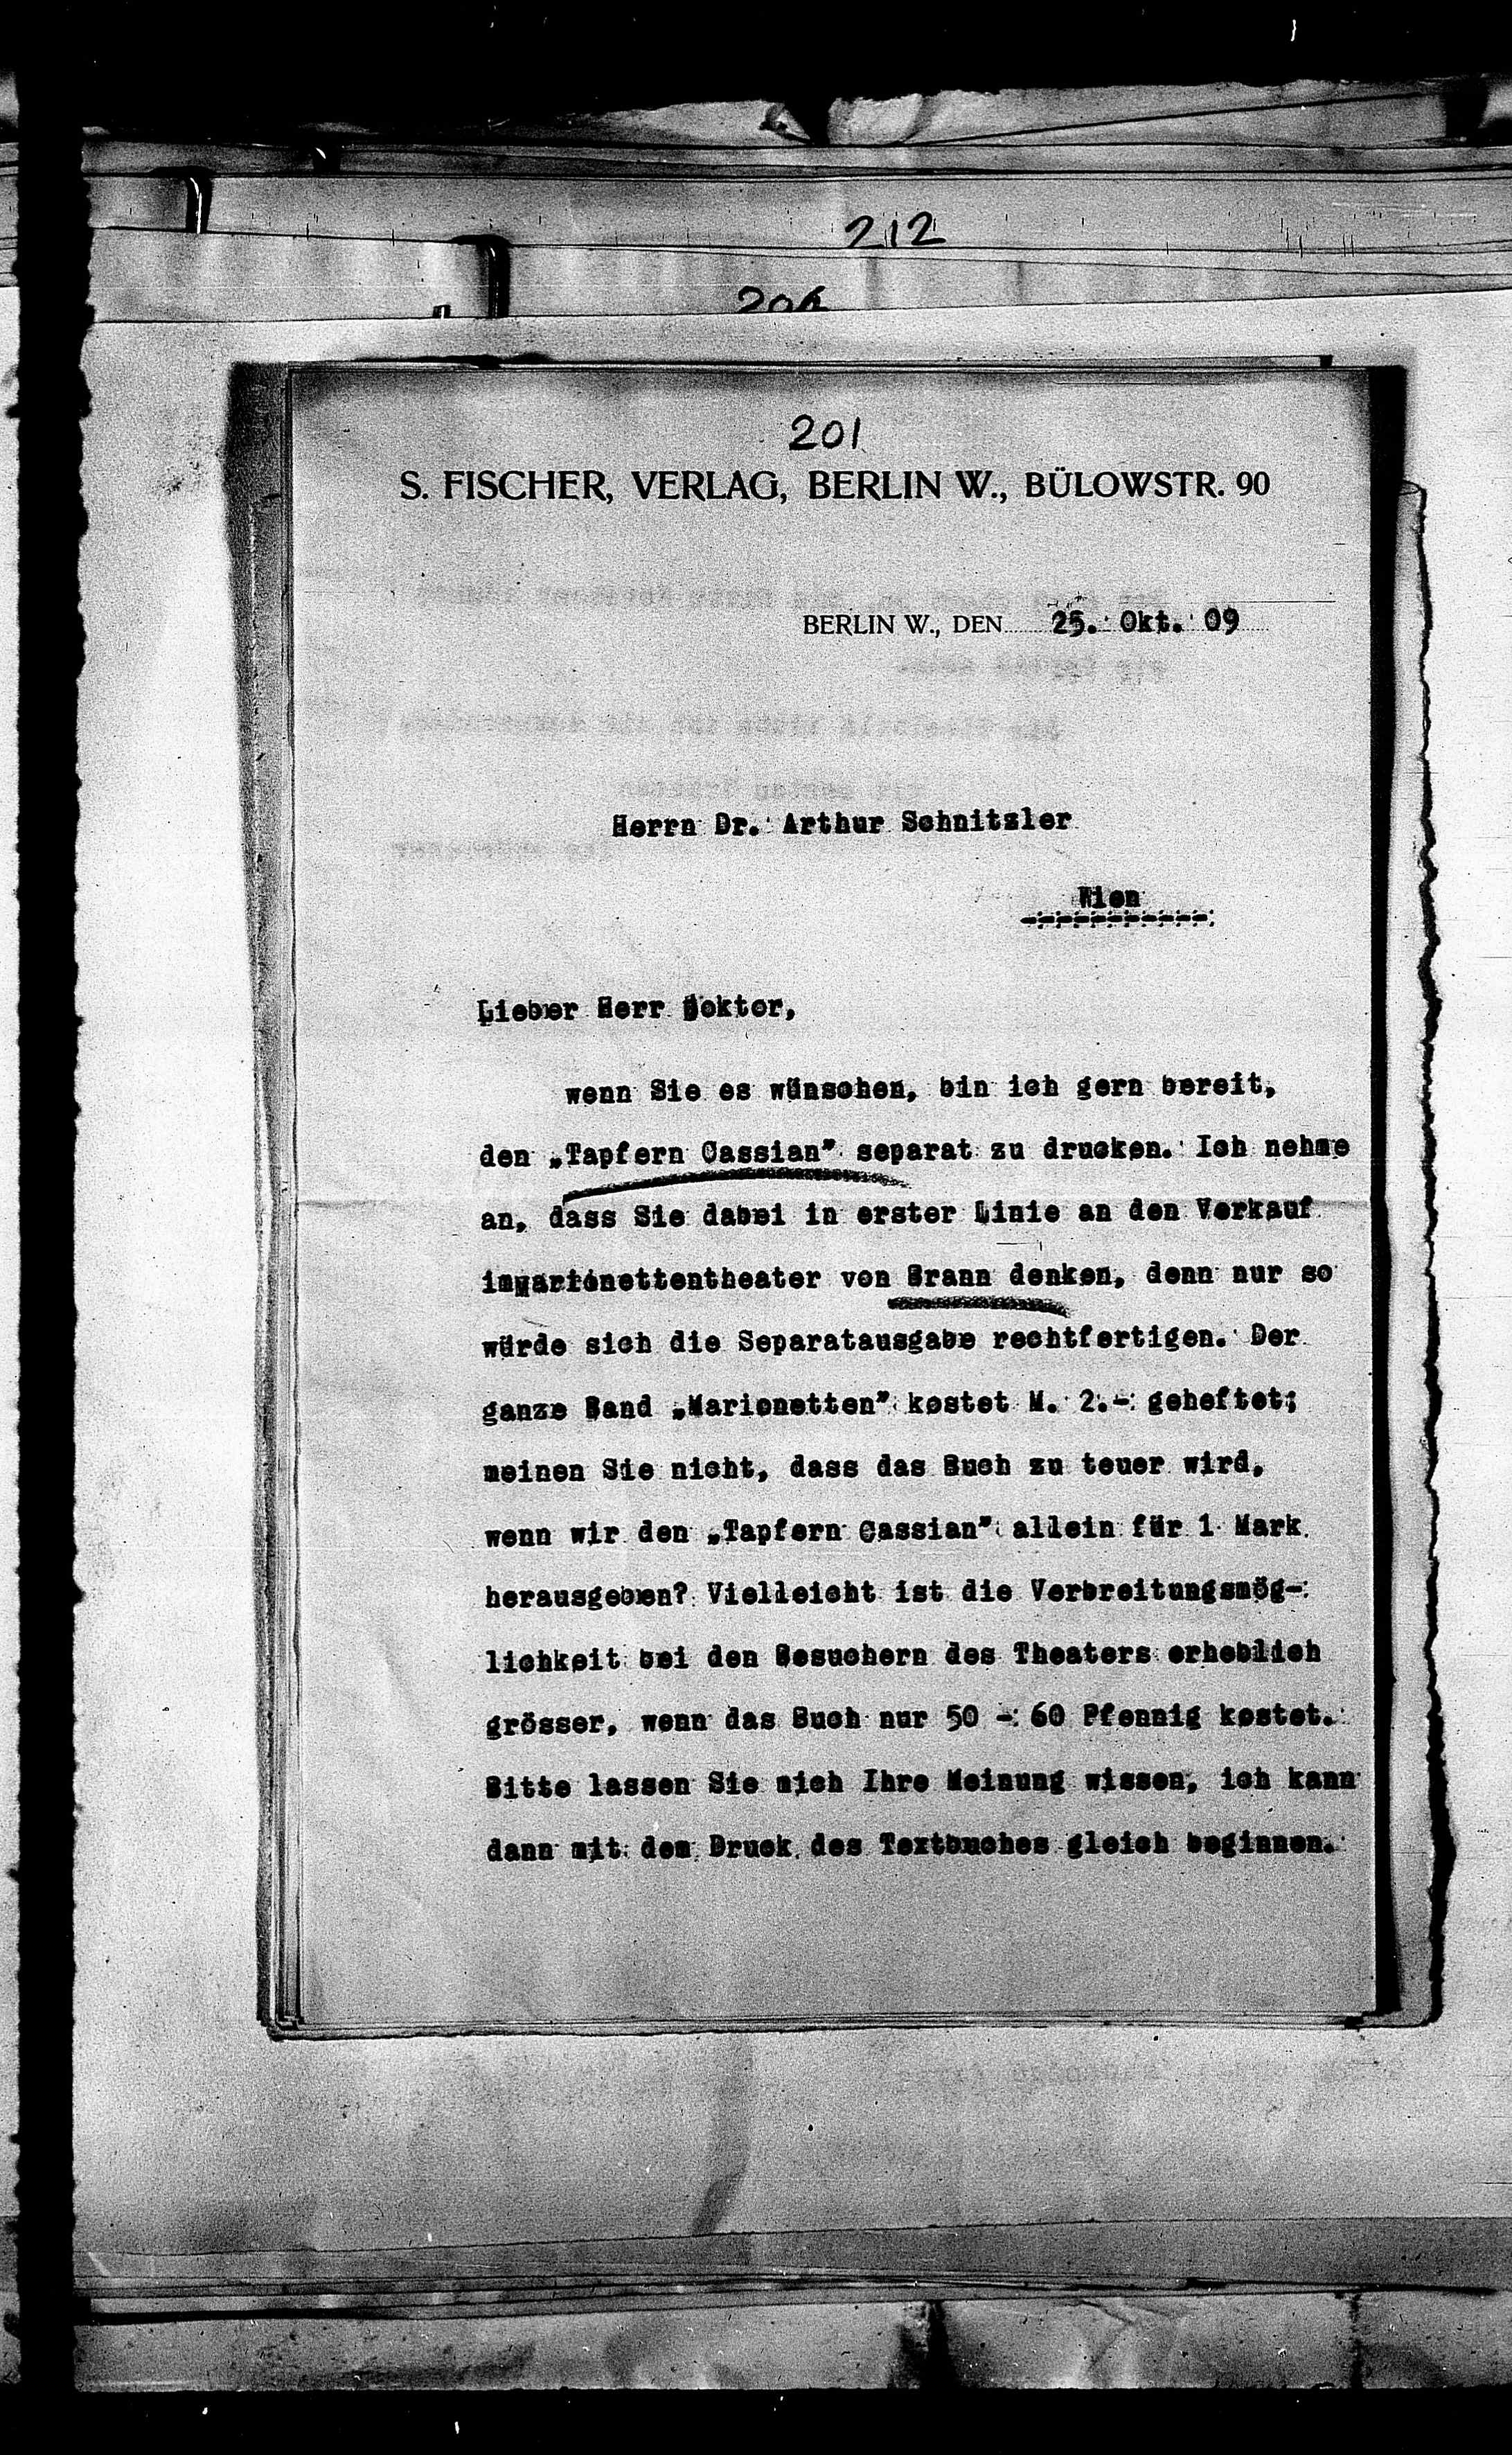 212
206
201
S. FISCHER, VERLAG, BERLIN W., BÜLOWSTR. 90
BERLIN W., DEN 25. Okt. 09
Herrn Dr. Arthur Schnitzler
Wien
Lieber Herr Doktor,
wenn Sie es wünschen, bin ich gern bereit,
den „Tapfern Cassian” separat zu drucken. Ich nehme
an, dass Sie dabei in erster Linie an den Verkauf
im Marionettentheater von Brann denken, denn nur so
würde sich die Separatausgabe rechtfertigen. Der
ganze Band „Marionetten” kostet M. 2.- geheftet;
meinen Sie nicht, dass das Buch zu teuer wird,
wenn wir den „Tapfern Cassian” allein für 1 Mark
herausgeben? Vielleicht ist die Verbreitungsmög-
lichkeit bei den Besuchern des Theaters erheblich
grösser, wenn das Buch nur 50 - 60 Pfennig kostet.
Bitte lassen Sie mich Ihre Meinung wissen, ich kann
dann mit dem Druck des Textbuches gleich beginnen.